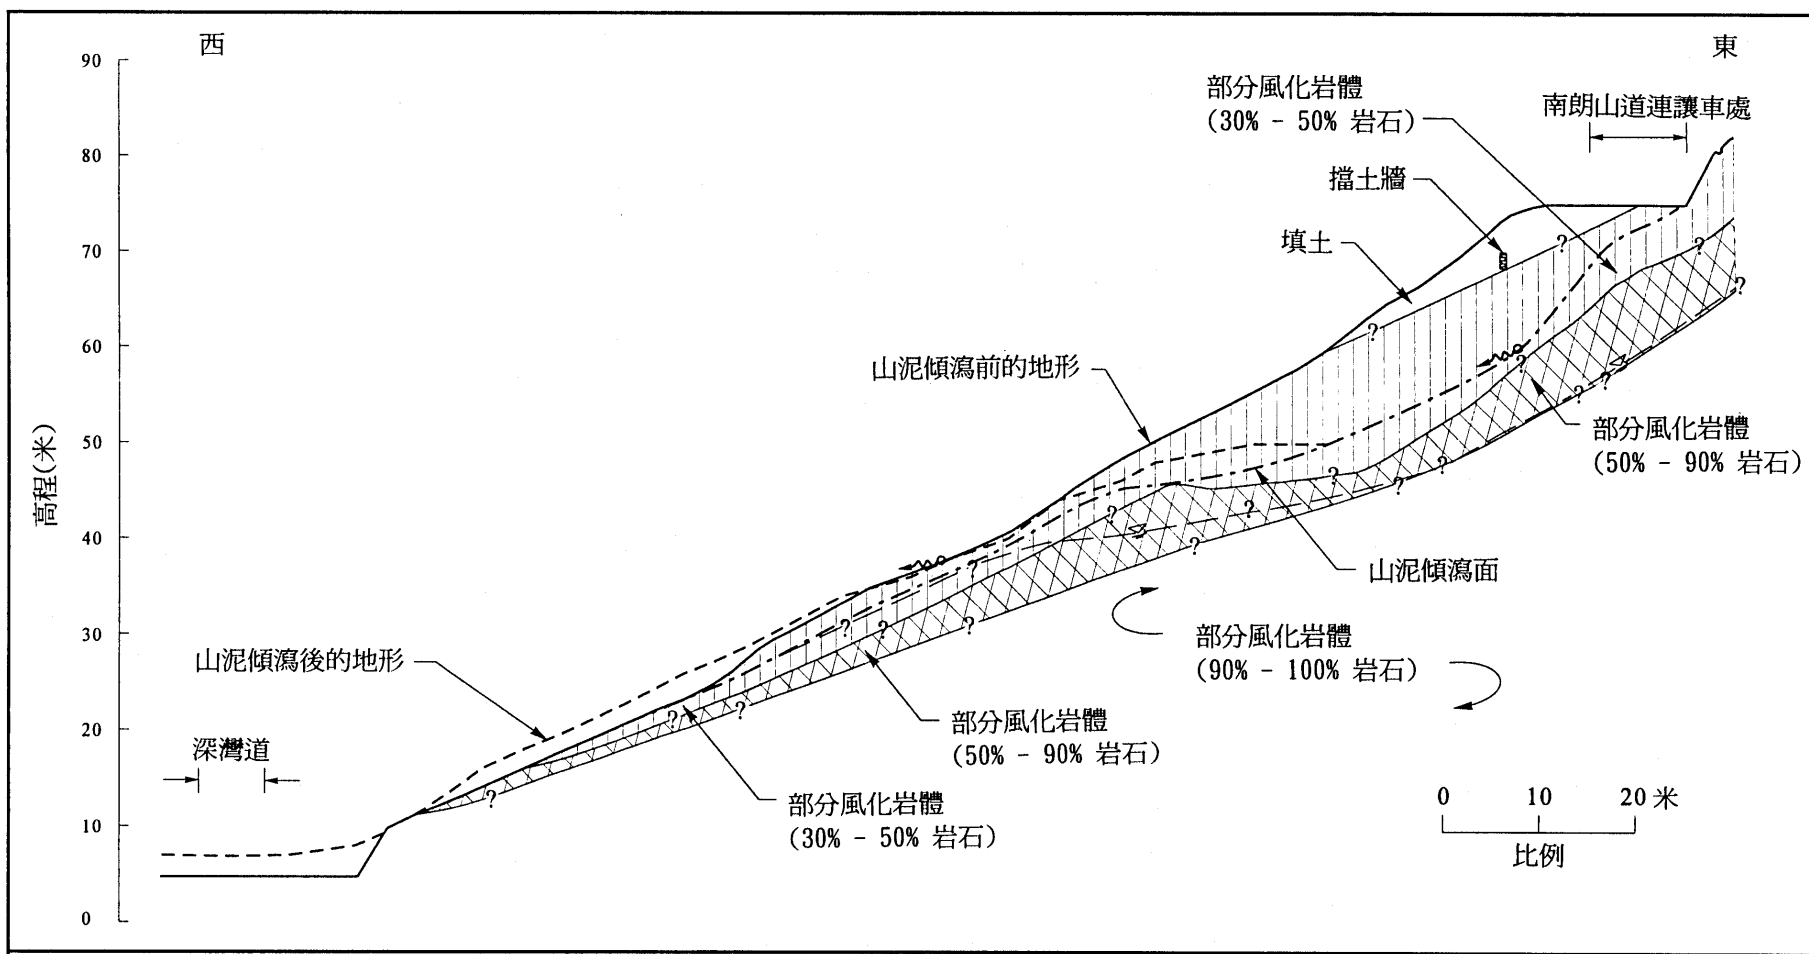 西
東
90
80
70
60
50
40
30
20
10
0
高程(米)
部分風化岩體
(30% - 50% 岩石)
南朗山道連讓車處
擋土牆
填土
山泥傾瀉前的地形
部分風化岩體
(50% - 90% 岩石)
山泥傾瀉面
部分風化岩體
(90% - 100% 岩石)
山泥傾瀉後的地形
部分風化岩體
(50% - 90% 岩石)
深灣道
部分風化岩體
(30% - 50% 岩石)
0 10 20 米
比例